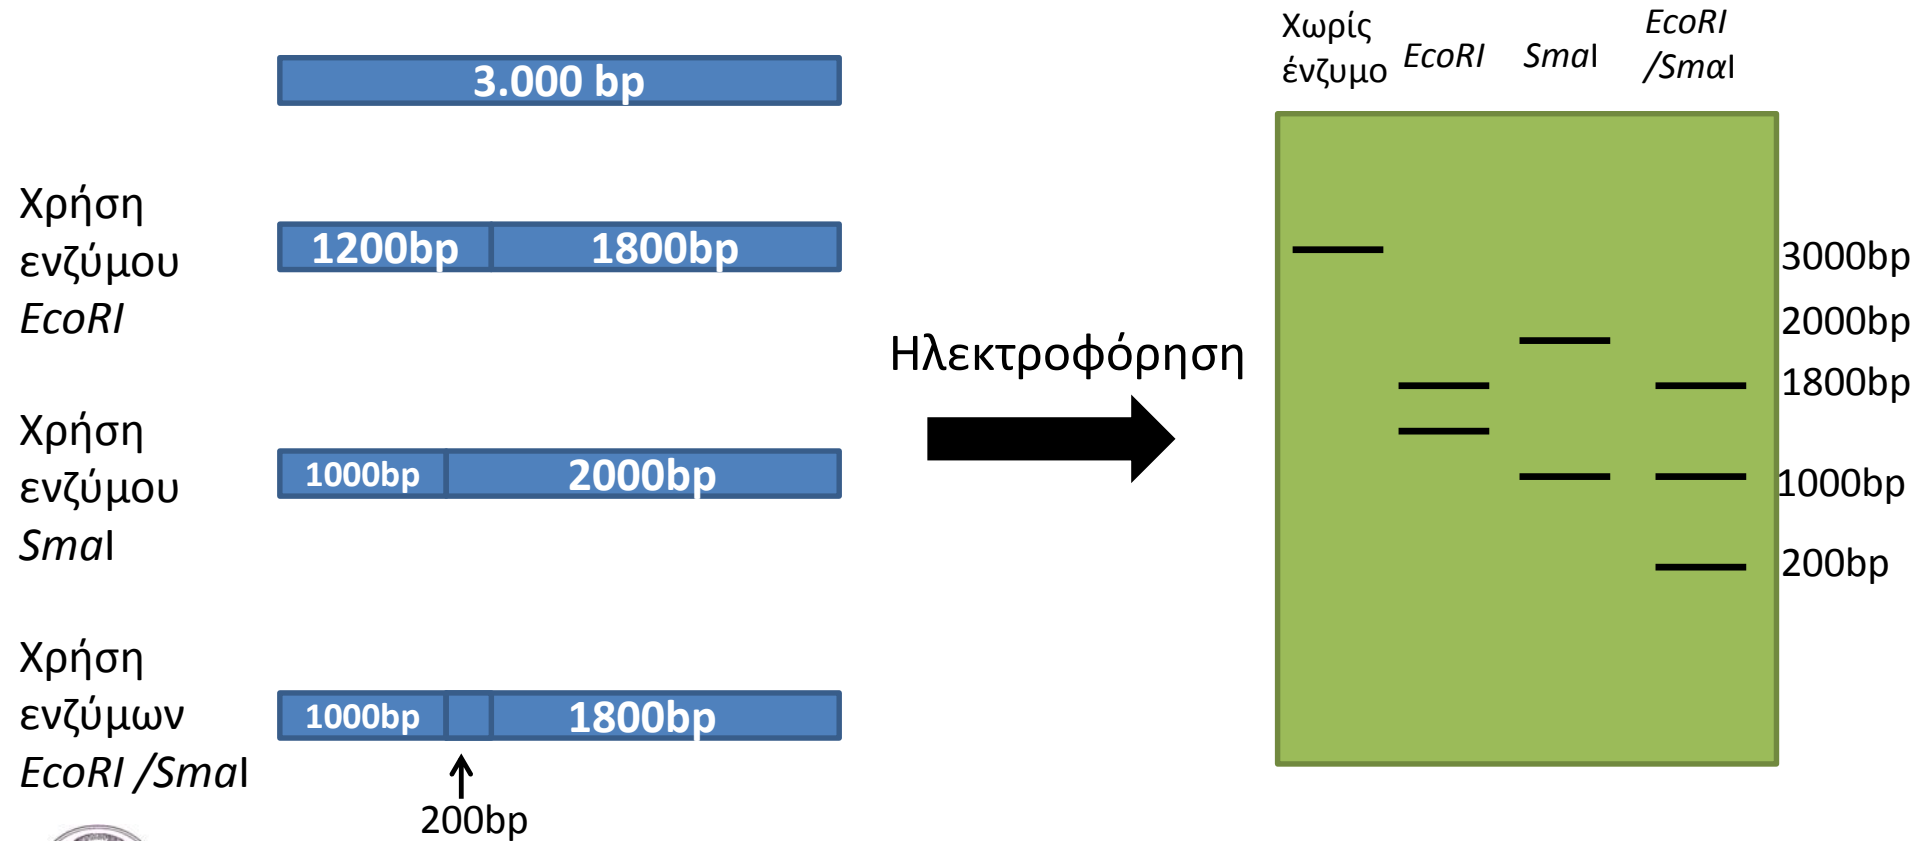 3.000 bp
Χρήση
ενζύμου
EcoRI
1200bp
1800bp
Χρήση
ενζύμου
SmaI
1000bp
2000bp
Χρήση
ενζύμων
EcoRI /SmaI
1000bp
1800bp
200bp
Ηλεκτροφόρηση
Χωρίς
ένζυμο
EcoRI
SmaI
EcoRI
/SmαI
3000bp
2000bp
1800bp
1000bp
200bp